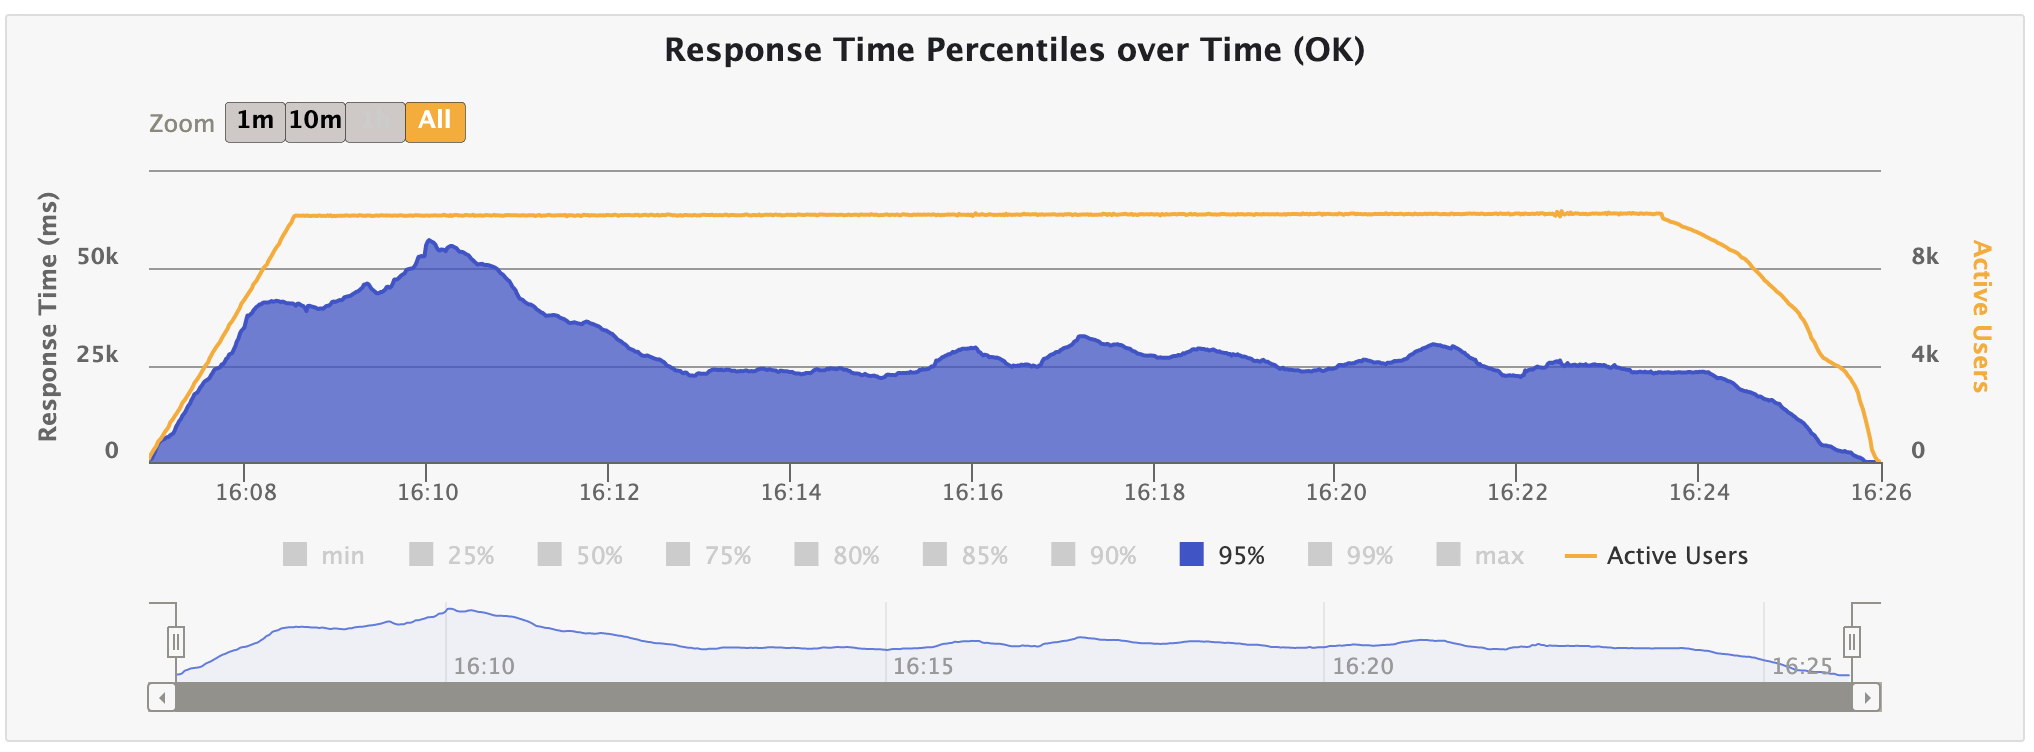 Response Time Percentiles over Time (OK)
Zoom 1m 10m 1h All
Response Time (ms)
50k
25k
0
8k
4k
0
Active Users
16:08 16:10 16:12 16:14 16:16 16:18 16:20 16:22 16:24 16:26
min 25% 50% 75% 80% 85% 90% 95% 99% max Active Users
16:10 16:15 16:20 16:25